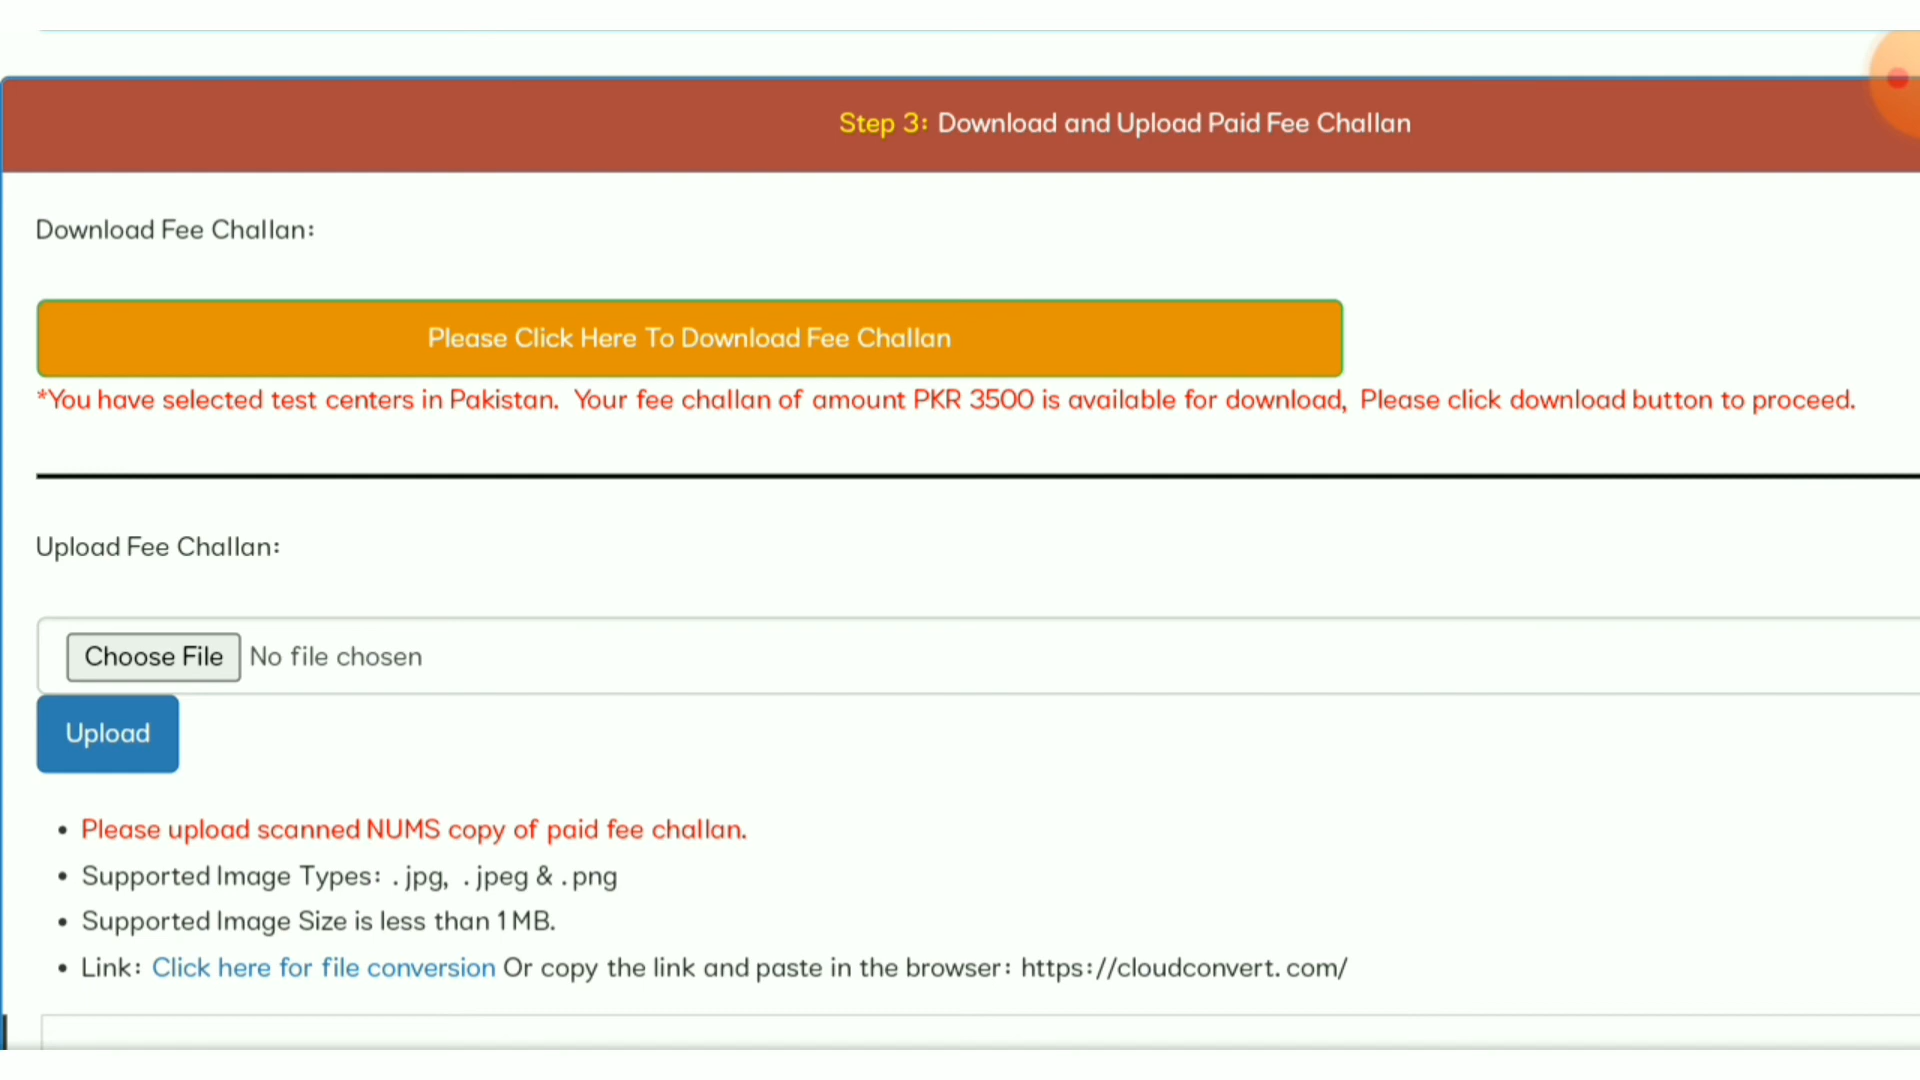 Step 3: Download and Upload Paid Fee Challan
Download Fee Challan:
Please Click Here To Download Fee Challan
*You have selected test centers in Pakistan. Your fee challan of amount PKR 3500 is available for download, Please click download button to proceed.
Upload Fee Challan:
Choose File No file chosen
Upload
• Please upload scanned NUMS copy of paid fee challan.
• Supported Image Types: .jpg, .jpeg & .png
• Supported Image Size is less than 1 MB.
• Link: Click here for file conversion Or copy the link and paste in the browser: https://cloudconvert.com/